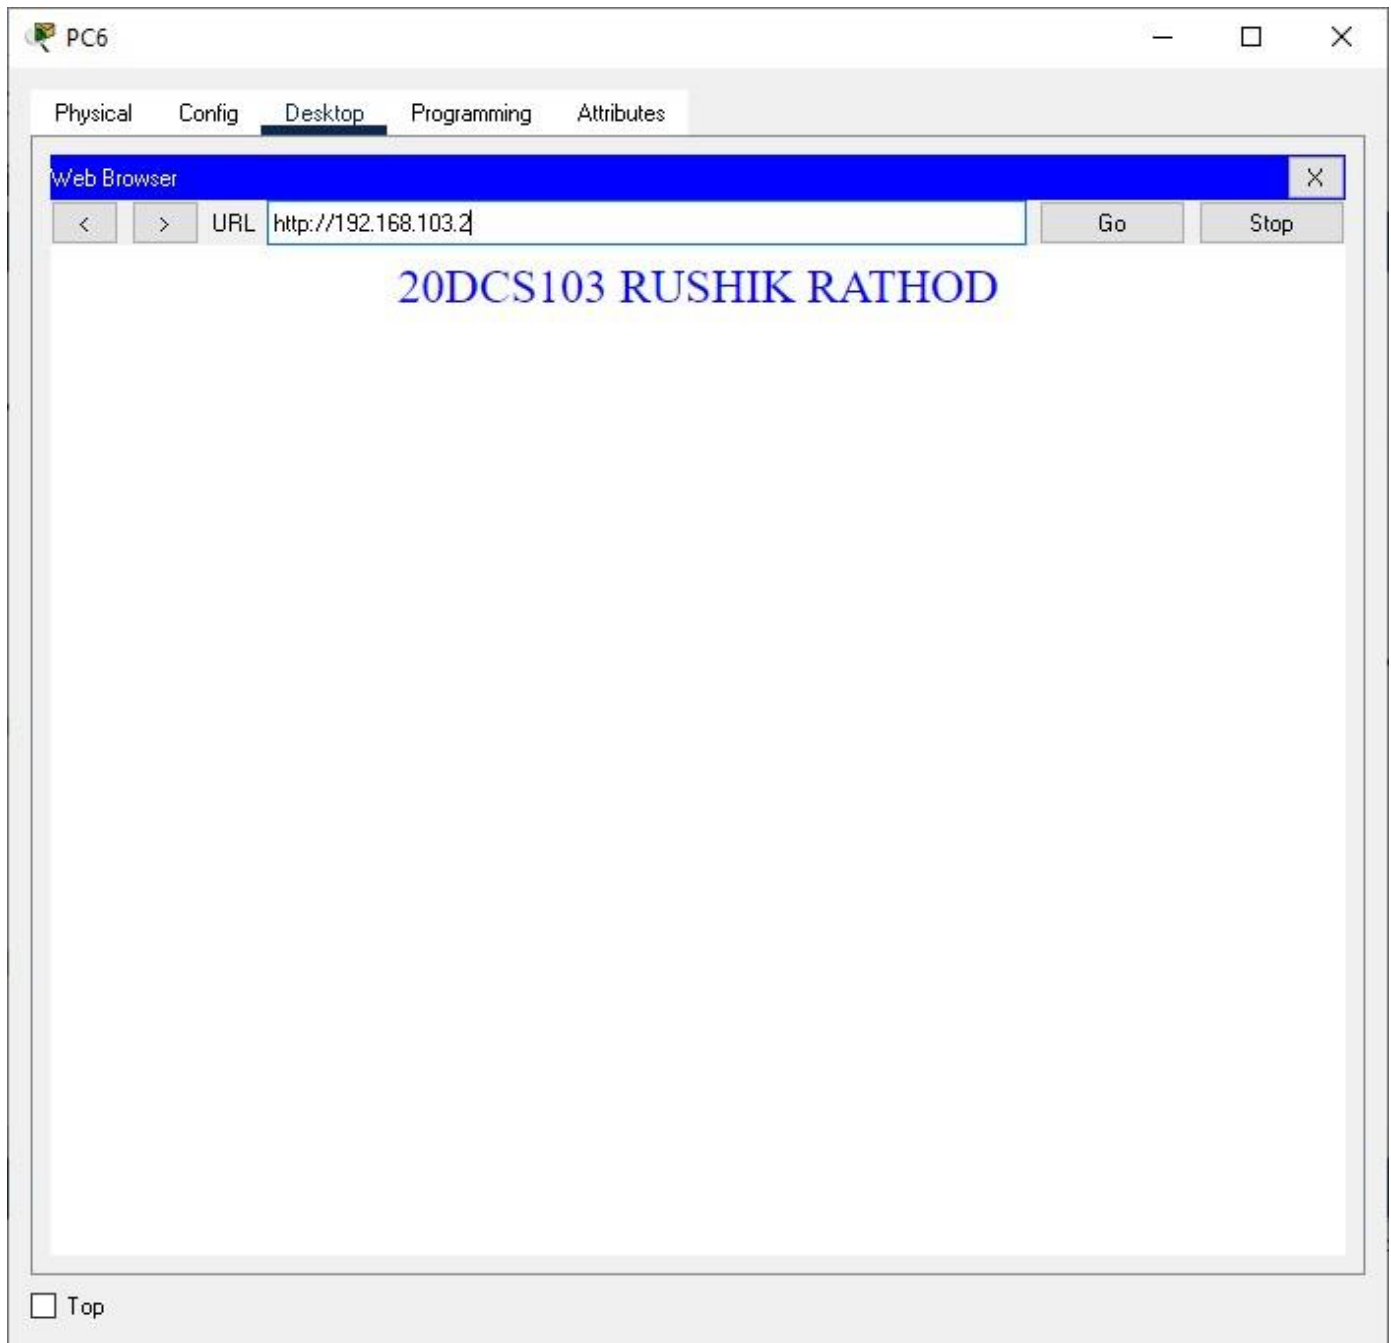 PC6
Physical Config Desktop Programming Attributes
Web Browser
X
< > URL http://192.168.103.2 Go Stop
20DCS103 RUSHIK RATHOD
Top